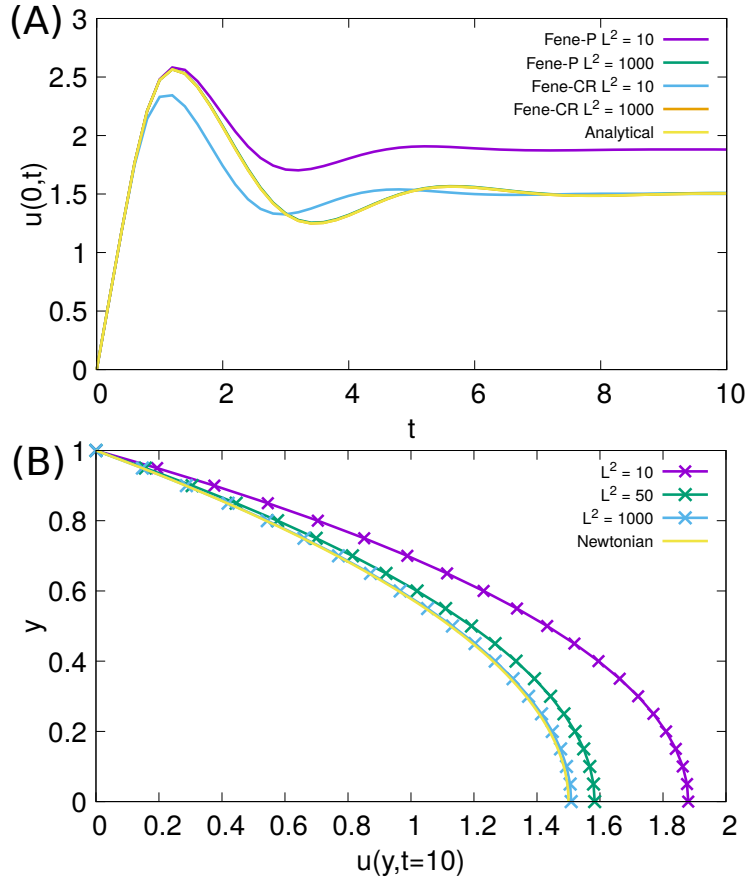 (A)
3
2.5
2
1.5
1
0.5
0
u(0,t)
Fene-P L² = 10
Fene-P L² = 1000
Fene-CR L² = 10
Fene-CR L² = 1000
Analytical
0 2 4 6 8 10
t
(B)
1
0.8
0.6
0.4
0.2
0
y
L² = 10
L² = 50
L² = 1000
Newtonian
0 0.2 0.4 0.6 0.8 1 1.2 1.4 1.6 1.8 2
u(y,t=10)